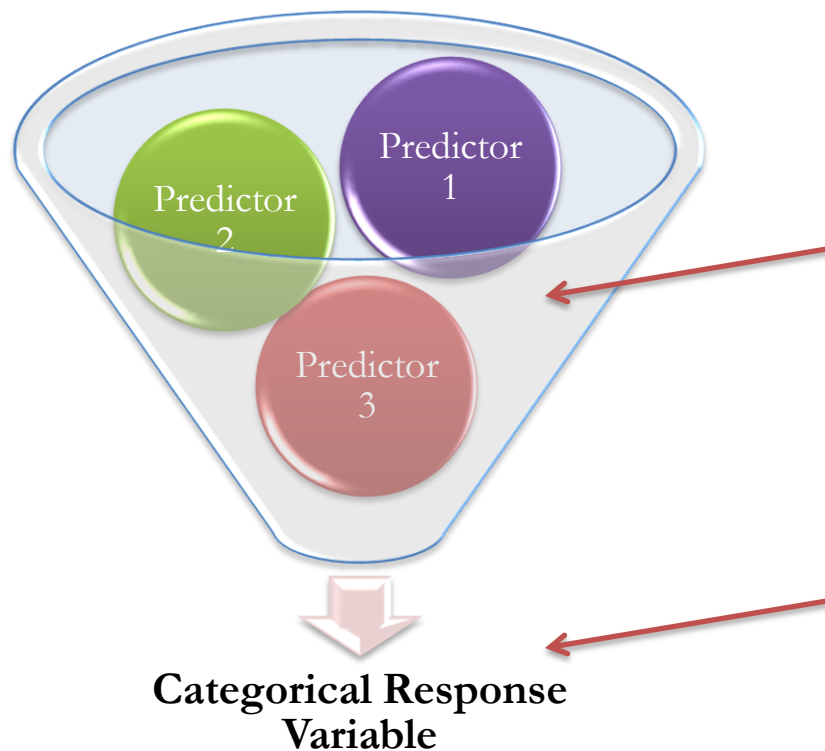 Predictor
1
Predictor
2
Predictor
3
Categorical Response
Variable